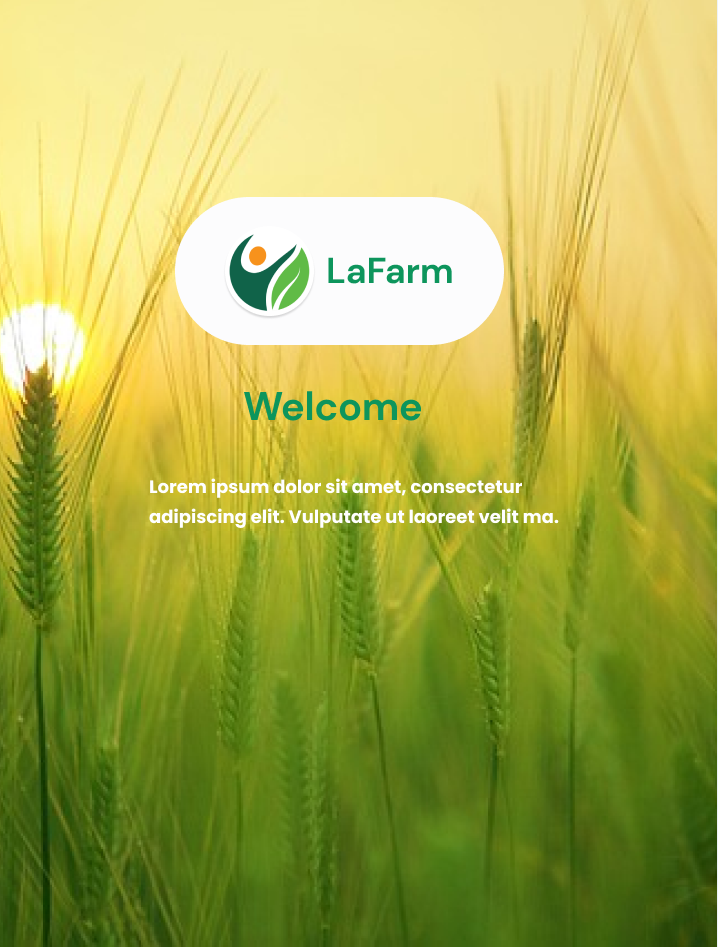 LaFarm
Welcome
Lorem ipsum dolor sit amet, consectetur
adipiscing elit. Vulputate ut laoreet velit ma.